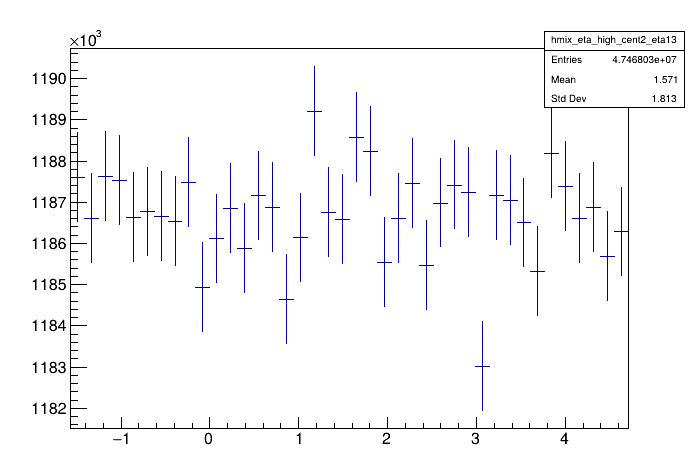 ×10³
hmix_eta_high_cent2_eta13
Entries 4.746803e+07
Mean 1.571
Std Dev 1.813
1190
1189
1188
1187
1186
1185
1184
1183
1182
−1 0 1 2 3 4